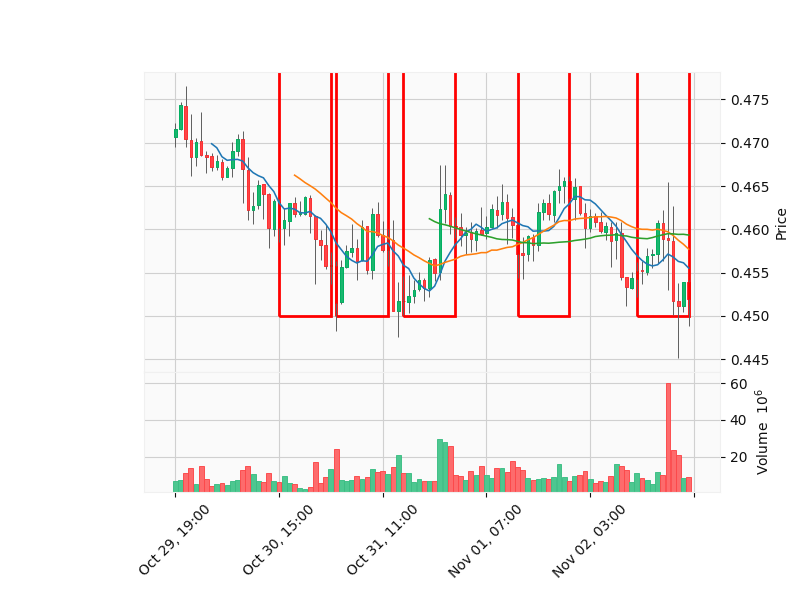 0.475
0.470
0.465
0.460
0.455
0.450
0.445
Price
60
40
20
Volume 10^6
Oct 29, 19:00
Oct 30, 15:00
Oct 31, 11:00
Nov 01, 07:00
Nov 02, 03:00